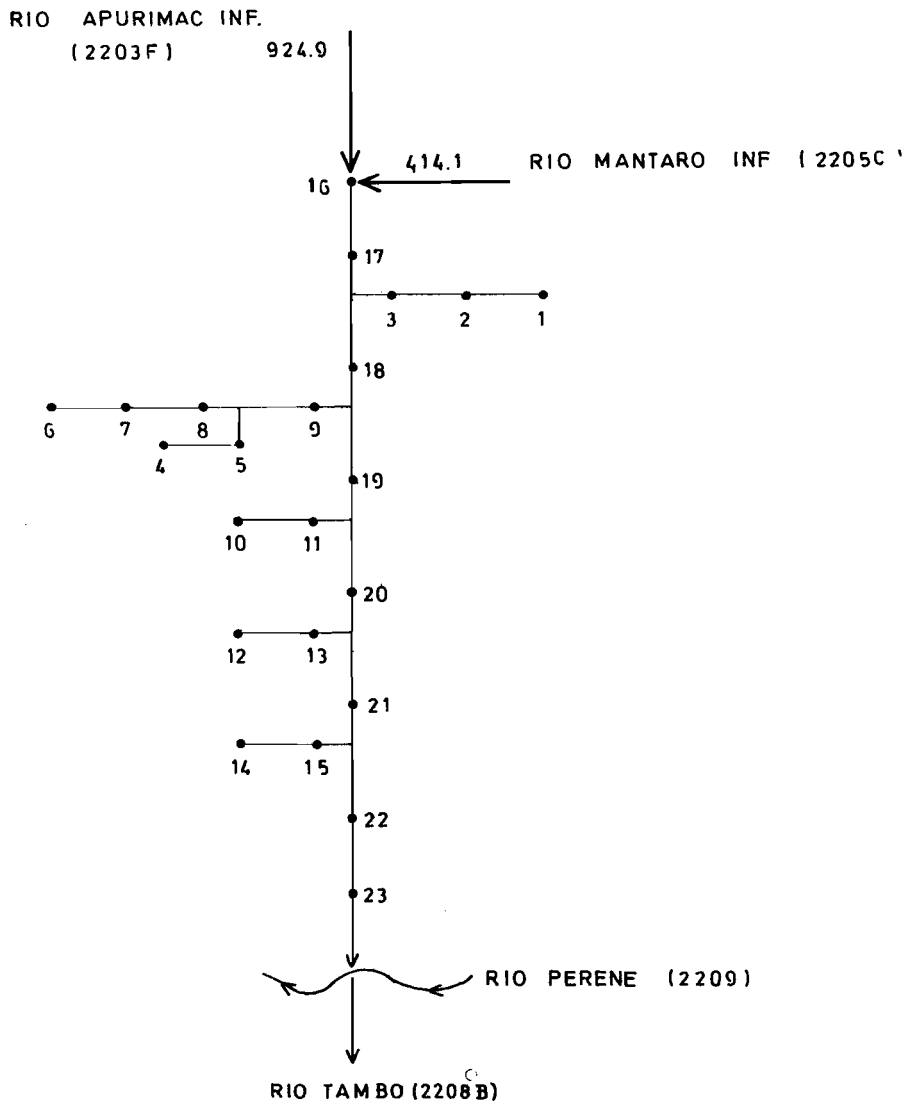 RIO APURIMAC INF.
(2203F) 924.9
414.1 RIO MANTARO INF (2205C
16
17
3 2 1
18
6 7 8 9
4 5
19
10 11
20
12 13
21
14 15
22
23
RIO PERENE (2209)
RIO TAMBO (2208B)